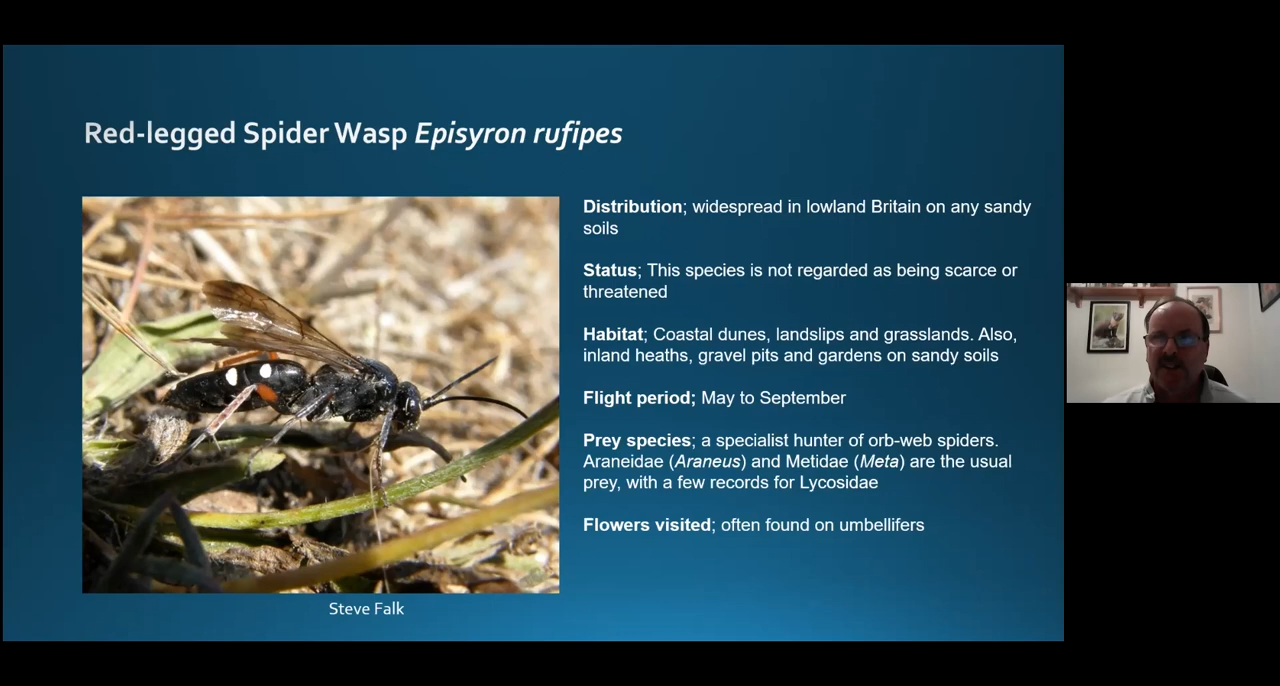 Red-legged Spider Wasp Episyron rufipes
Distribution; widespread in lowland Britain on any sandy
soils
Status; This species is not regarded as being scarce or
threatened
Habitat; Coastal dunes, landslips and grasslands. Also,
inland heaths, gravel pits and gardens on sandy soils
Flight period; May to September
Prey species; a specialist hunter of orb-web spiders.
Araneidae (Araneus) and Metidae (Meta) are the usual
prey, with a few records for Lycosidae
Flowers visited; often found on umbellifers
Steve Falk